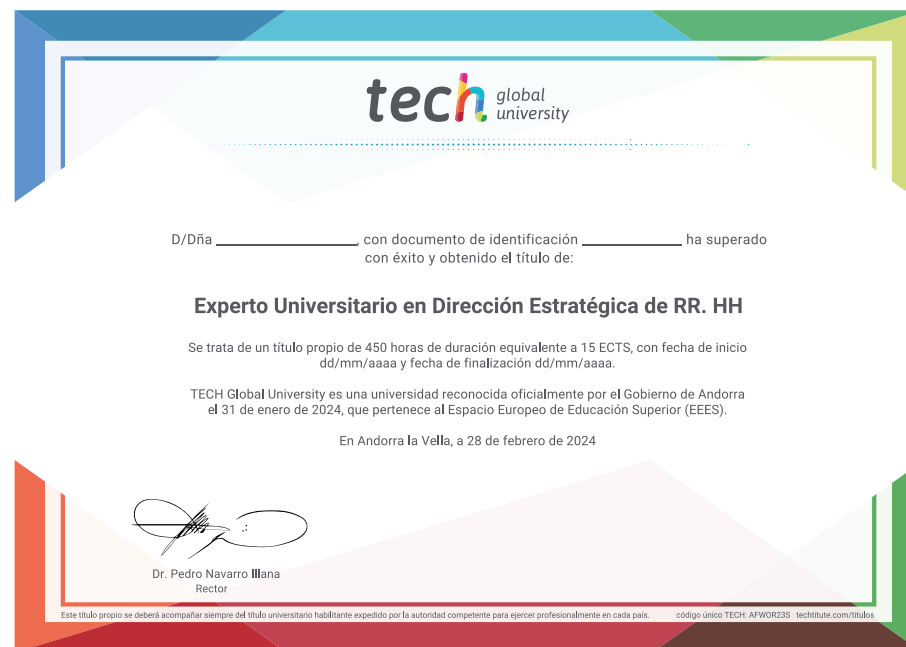 tech global university
D/Dña ______________, con documento de identificación __________ ha superado
con éxito y obtenido el título de:
Experto Universitario en Dirección Estratégica de RR. HH
Se trata de un título propio de 450 horas de duración equivalente a 15 ECTS, con fecha de inicio
dd/mm/aaaa y fecha de finalización dd/mm/aaaa.
TECH Global University es una universidad reconocida oficialmente por el Gobierno de Andorra
el 31 de enero de 2024, que pertenece al Espacio Europeo de Educación Superior (EEES).
En Andorra la Vella, a 28 de febrero de 2024
Dr. Pedro Navarro Illana
Rector
Este título propio se deberá acompañar siempre del título universitario habilitante expedido por la autoridad competente para ejercer profesionalmente en cada país. código único TECH: AFWOR23S techtitute.com/titulos